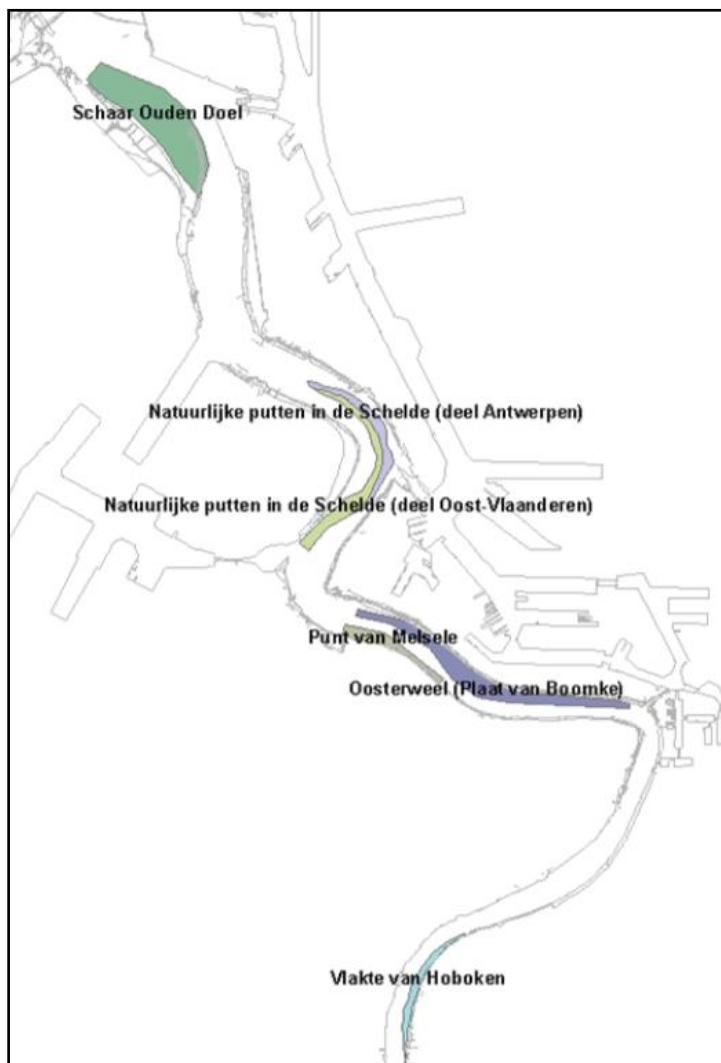 Schaar Ouden Doel
Natuurlijke putten in de Schelde (deel Antwerpen)
Natuurlijke putten in de Schelde (deel Oost-Vlaanderen)
Punt van Melsele
Oosterweel (Plaat van Boomke)
Vlakte van Hoboken